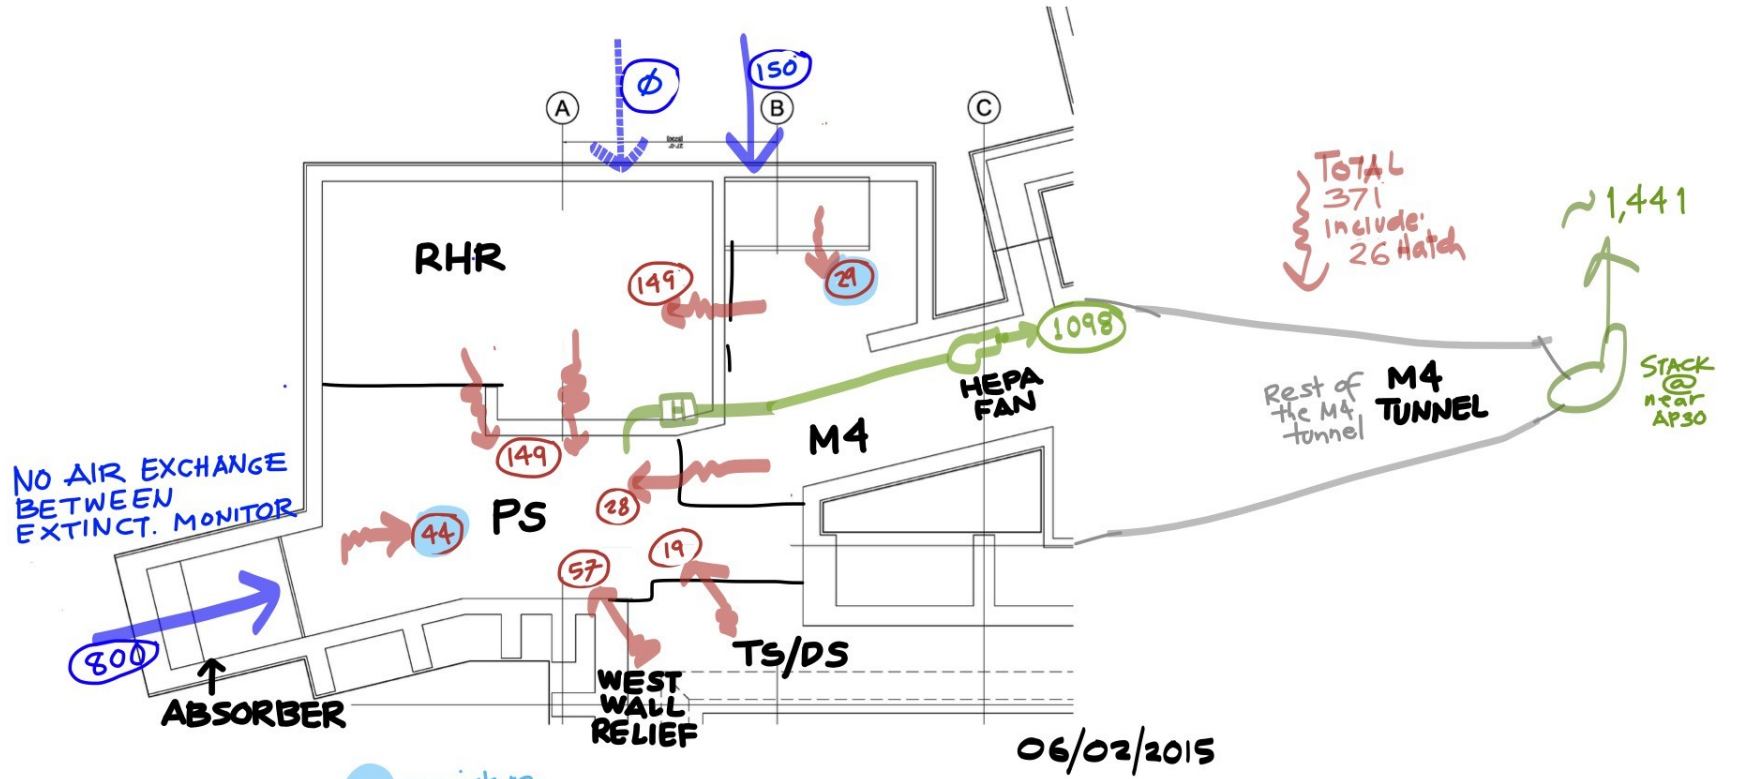 Ø
150
A
B
C
TOTAL
371
include:
26 Hatch
~1,441
RHR
149
29
1098
HEPA
FAN
H
M4
Rest of
the M4
tunnel
M4
TUNNEL
STACK
@
near
AP30
NO AIR EXCHANGE
BETWEEN
EXTINCT. MONITOR
149
28
PS
44
57
19
800
ABSORBER
TS/DS
WEST
WALL
RELIEF
06/02/2015